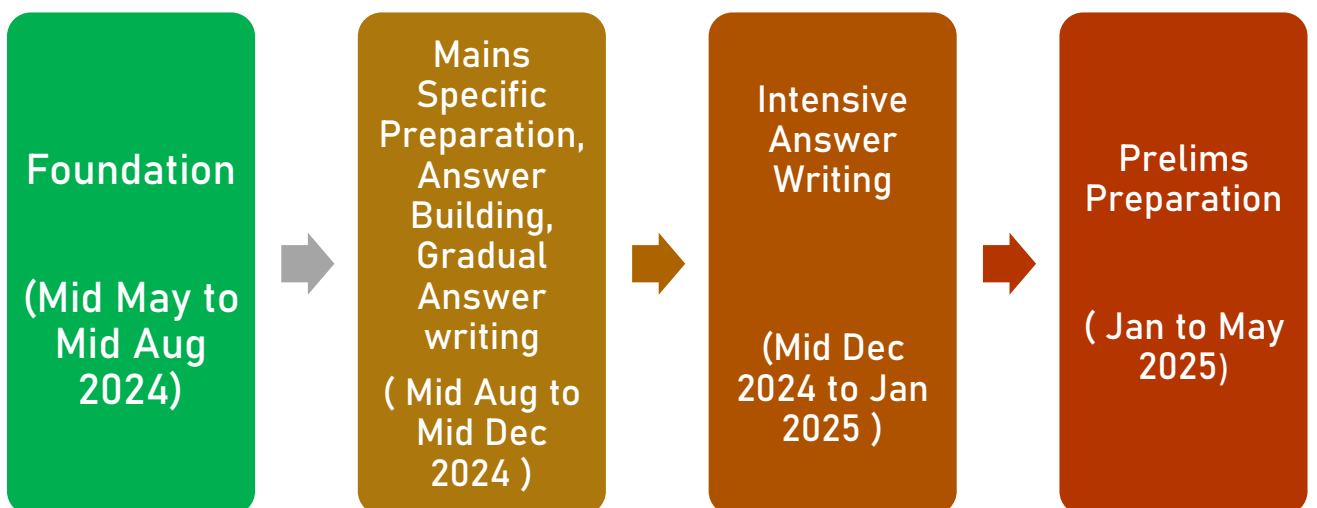 Foundation
(Mid May to
Mid Aug
2024)
Mains
Specific
Preparation,
Answer
Building,
Gradual
Answer
writing
( Mid Aug to
Mid Dec
2024 )
Intensive
Answer
Writing
(Mid Dec
2024 to Jan
2025 )
Prelims
Preparation
( Jan to May
2025)